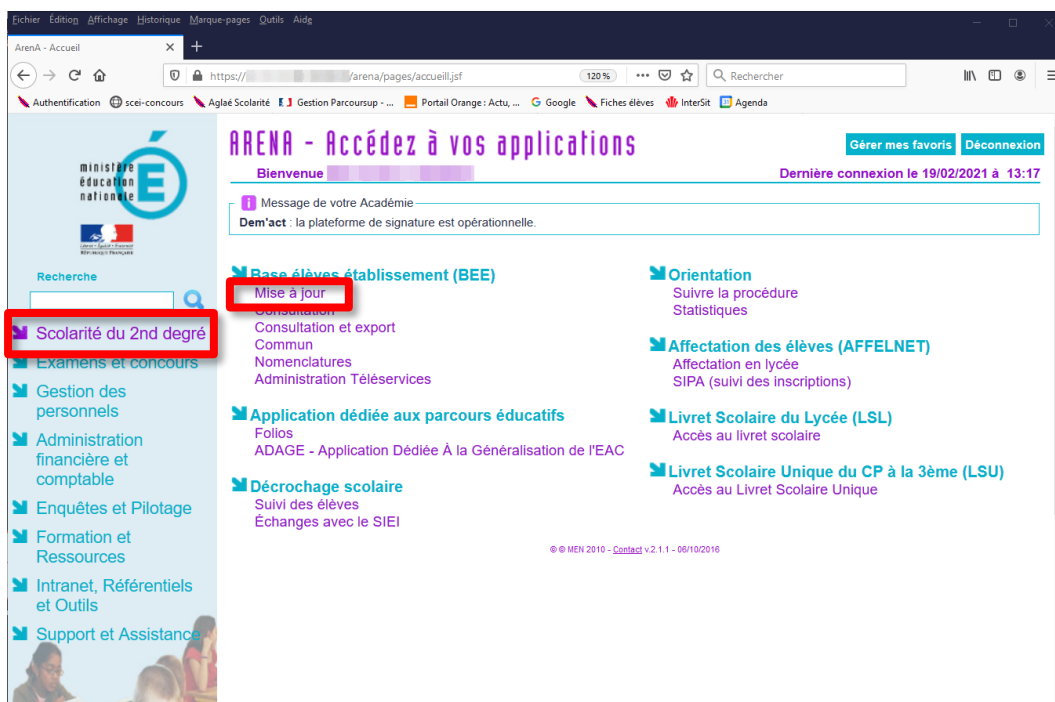 Fichier Édition Affichage Historique Marque-pages Outils Aide
ArenA - Accueil
https:// /arena/pages/accueill.jsf 120 % Rechercher
Authentification scei-concours Aglaé Scolarité Gestion Parcoursup - ... Portail Orange : Actu, ... Google Fiches élèves InterSit Agenda
ministère
éducation
nationale
Liberté • Égalité • Fraternité
RÉPUBLIQUE FRANÇAISE
ARENA - Accédez à vos applications
Gérer mes favoris Déconnexion
Bienvenue
Dernière connexion le 19/02/2021 à 13:17
Message de votre Académie
Dem'act : la plateforme de signature est opérationnelle.
Recherche
Scolarité du 2nd degré
Examens et concours
Gestion des
personnels
Administration
financière et
comptable
Enquêtes et Pilotage
Formation et
Ressources
Intranet, Référentiels
et Outils
Support et Assistance
Base élèves établissement (BEE)
Mise à jour
Consultation
Consultation et export
Commun
Nomenclatures
Administration Téléservices
Application dédiée aux parcours éducatifs
Folios
ADAGE - Application Dédiée À la Généralisation de l'EAC
Décrochage scolaire
Suivi des élèves
Échanges avec le SIEI
Orientation
Suivre la procédure
Statistiques
Affectation des élèves (AFFELNET)
Affectation en lycée
SIPA (suivi des inscriptions)
Livret Scolaire du Lycée (LSL)
Accès au livret scolaire
Livret Scolaire Unique du CP à la 3ème (LSU)
Accès au Livret Scolaire Unique
© © MEN 2010 - Contact v.2.1.1 - 06/10/2016